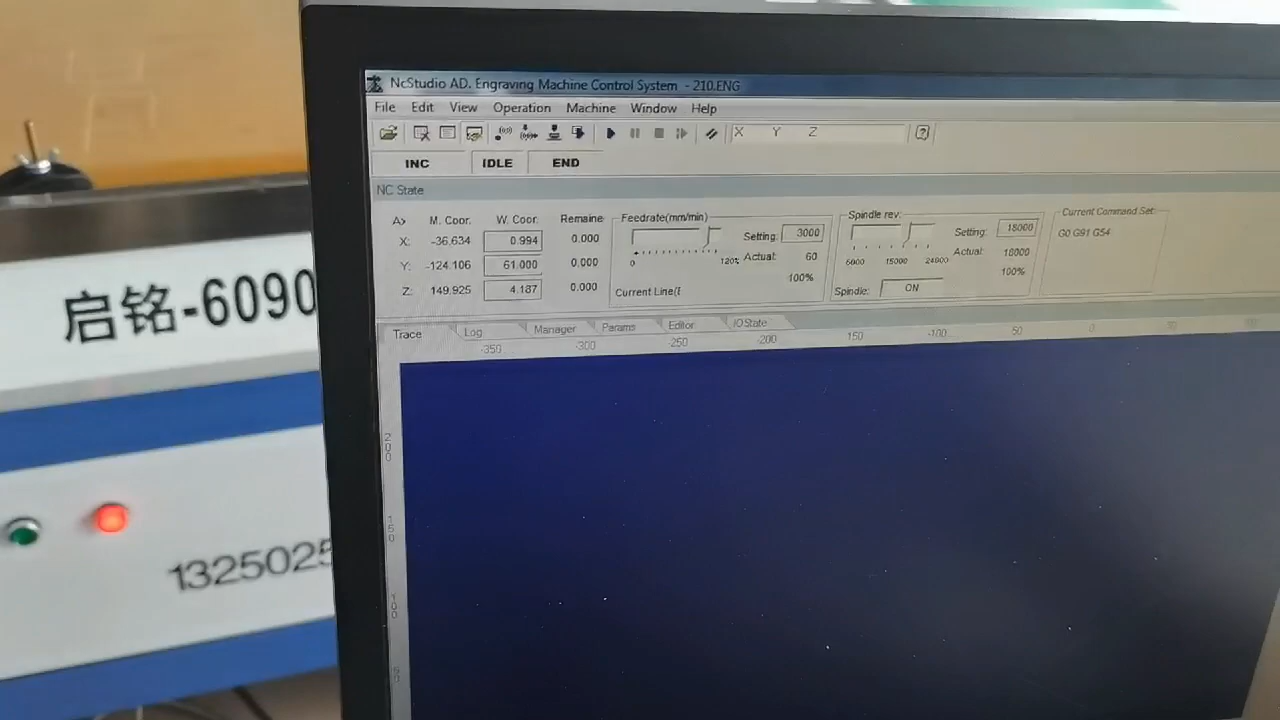 NcStudio AD. Engraving Machine Control System - 210.ENG
File Edit View Operation Machine Window Help
X Y Z
INC IDLE END
NC State
A> M. Coor. W. Coor. Remaine
X: -36.634 0.994 0.000
Y: -124.106 61.000 0.000
Z: 149.925 4.187 0.000
Feedrate(mm/min)
Setting: 3000
0 120% Actual: 60
100%
Current Line(
Spindle rev:
Setting: 18000
6000 15000 24000 Actual: 18000
100%
Spindle: ON
Current Command Set:
G0 G91 G54
Trace Log Manager Params Editor IOState
-350 -300 -250 -200 150 -100 50 0
200
150
100
启铭-6090
1325025